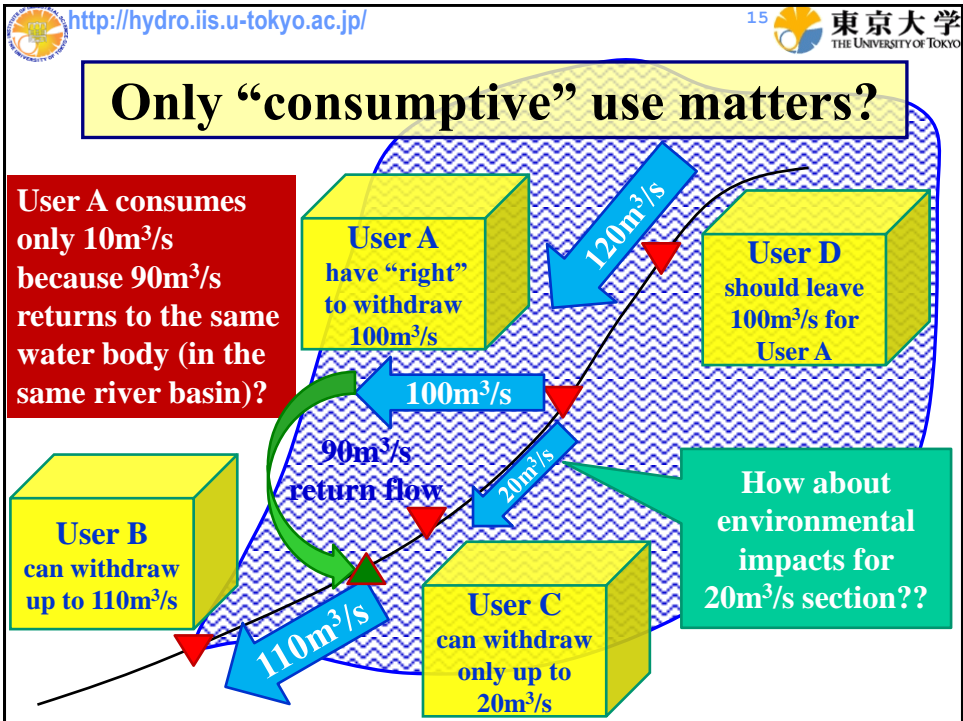 http://hydro.iis.u-tokyo.ac.jp/
15
東京大学
THE UNIVERSITY OF TOKYO
Only “consumptive” use matters?
User A consumes
only 10m³/s
because 90m³/s
returns to the same
water body (in the
same river basin)?
User A
have “right”
to withdraw
100m³/s
120m³/s
User D
should leave
100m³/s for
User A
100m³/s
90m³/s
return flow
20m³/s
User B
can withdraw
up to 110m³/s
110m³/s
User C
can withdraw
only up to
20m³/s
How about
environmental
impacts for
20m³/s section??